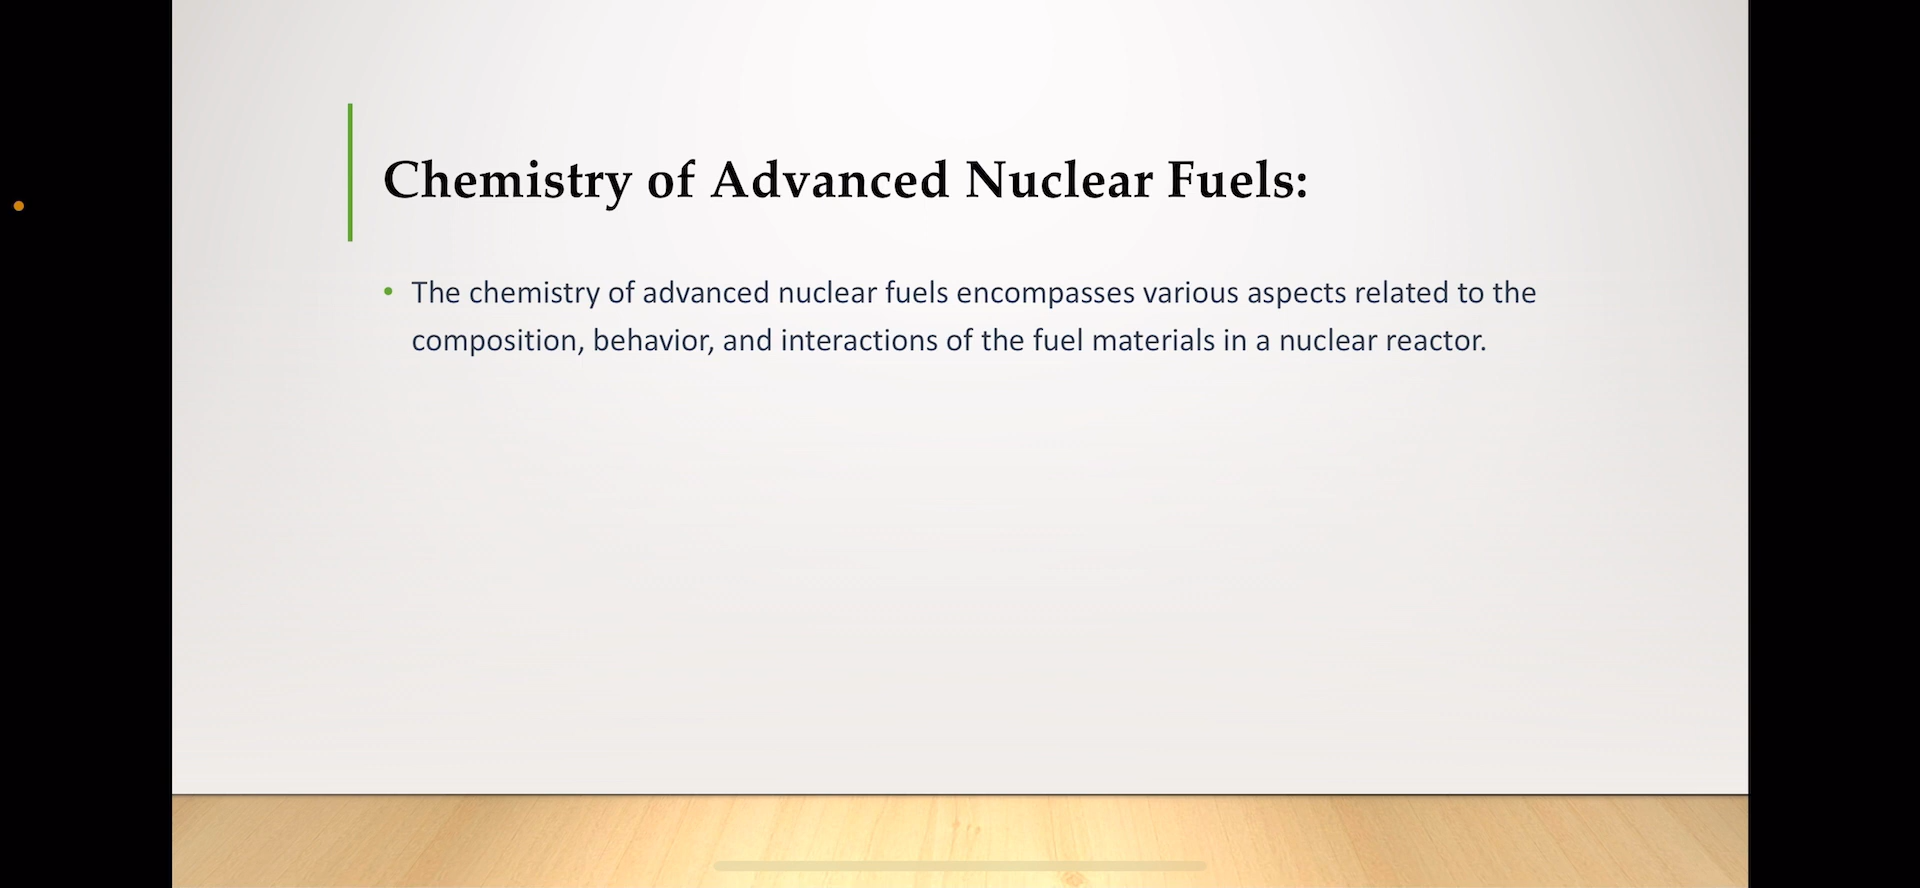 Chemistry of Advanced Nuclear Fuels:
• The chemistry of advanced nuclear fuels encompasses various aspects related to the
composition, behavior, and interactions of the fuel materials in a nuclear reactor.